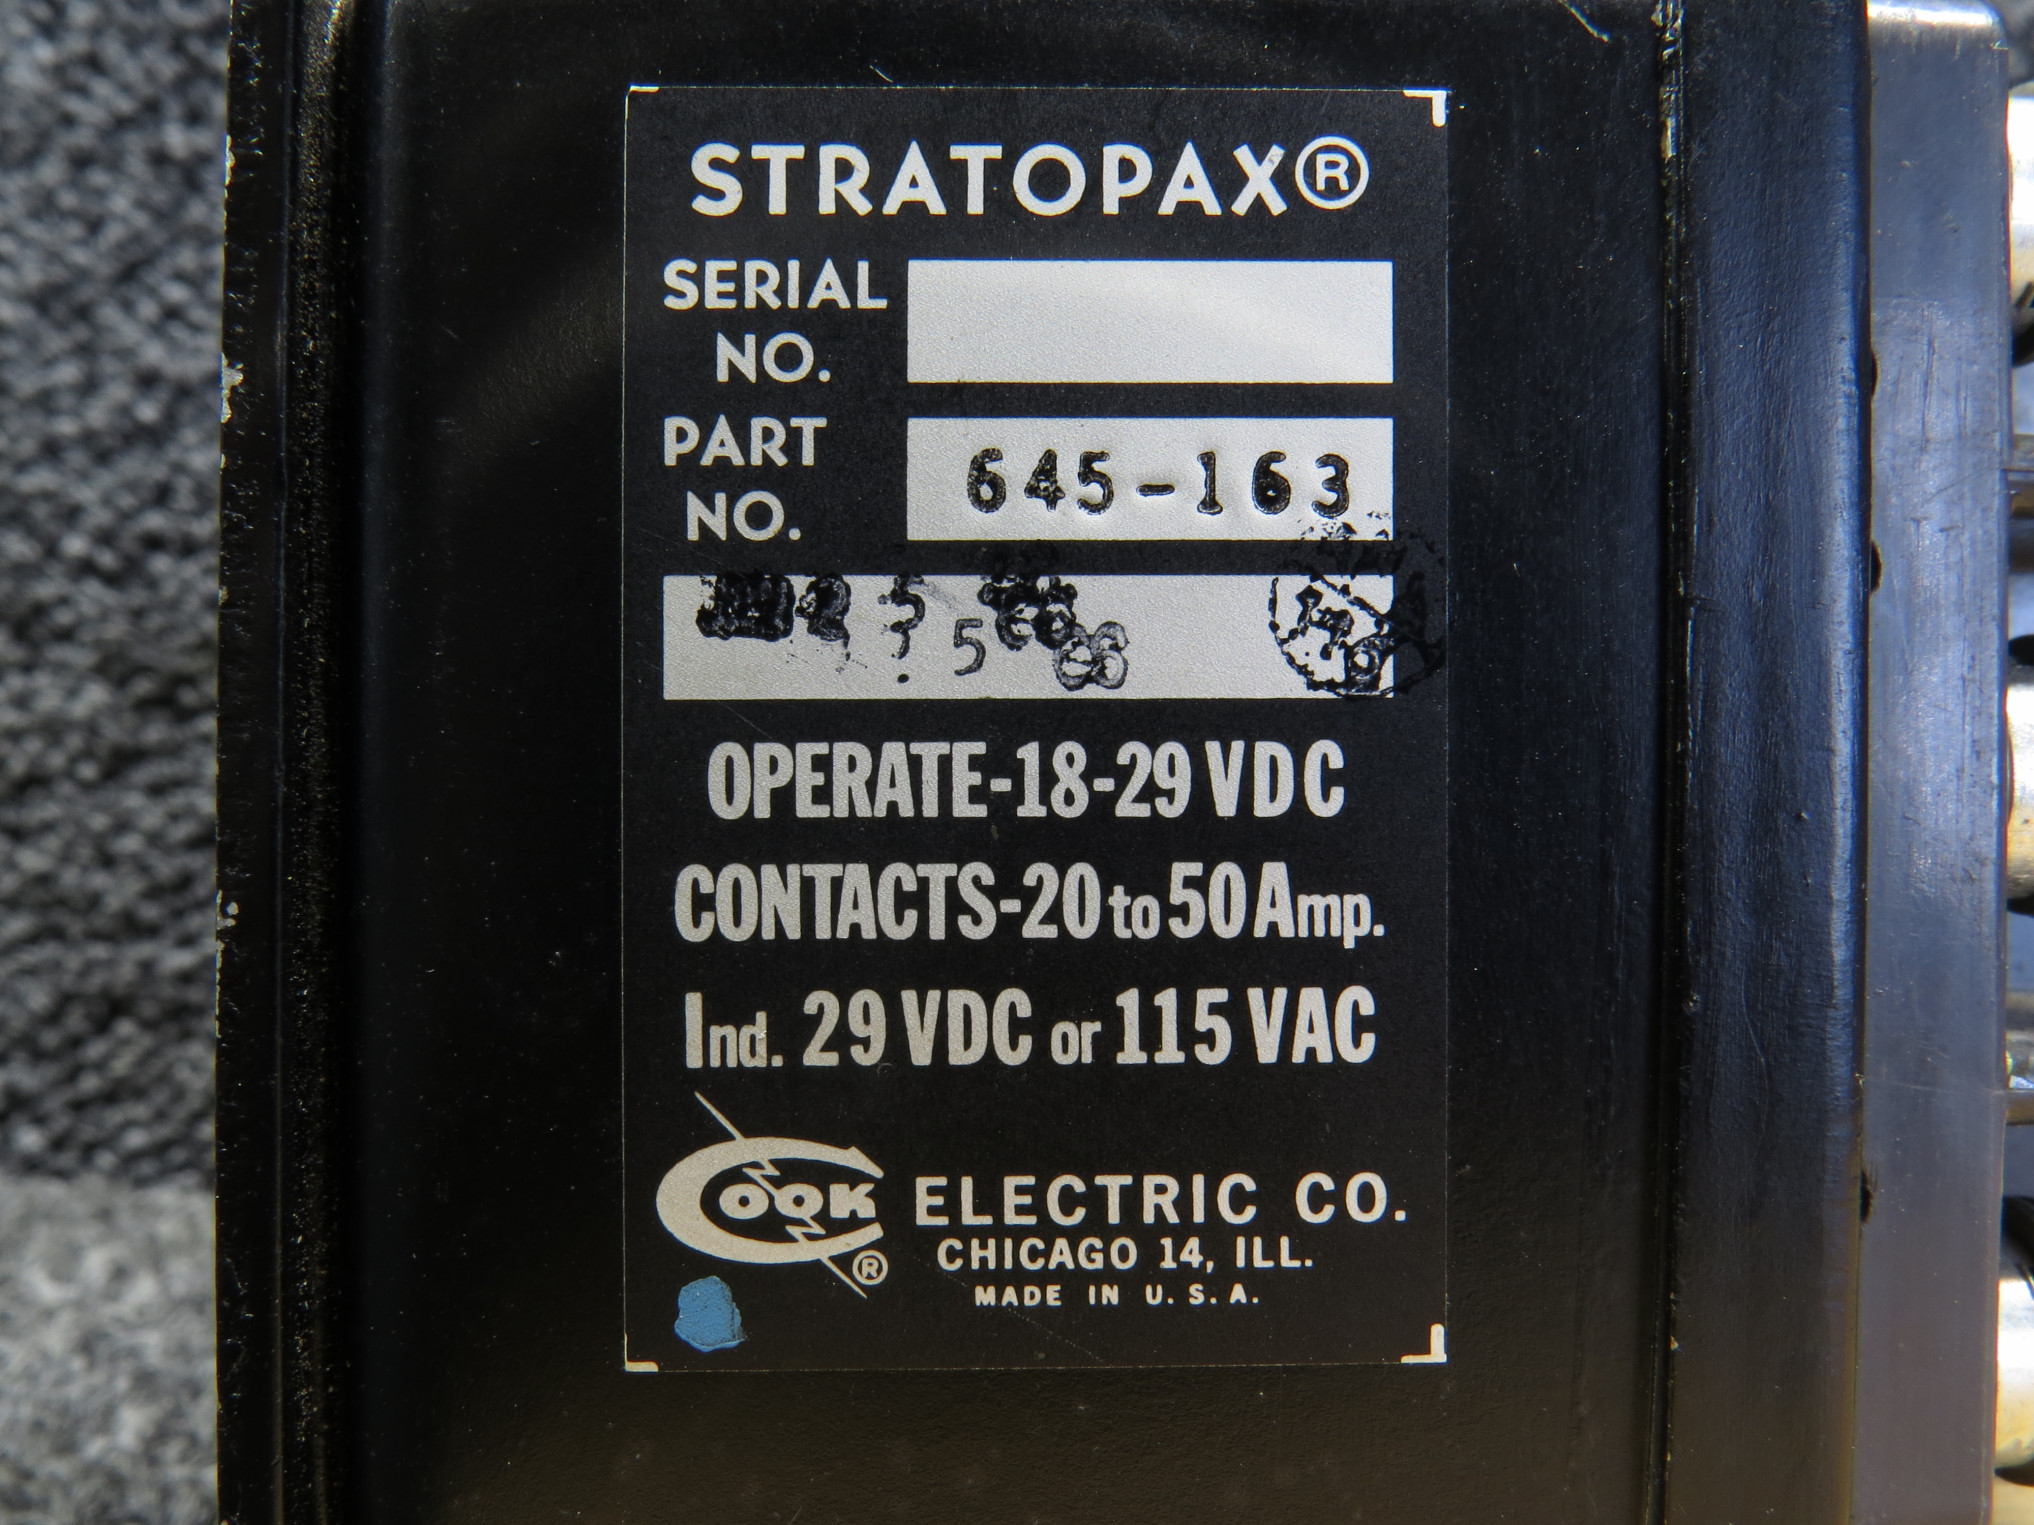 STRATOPAX®
SERIAL
NO.
PART
NO.
645-163
OPERATE-18-29 VDC
CONTACTS-20 to 50 Amp.
Ind. 29 VDC or 115 VAC
COOK® ELECTRIC CO.
CHICAGO 14, ILL.
MADE IN U.S.A.